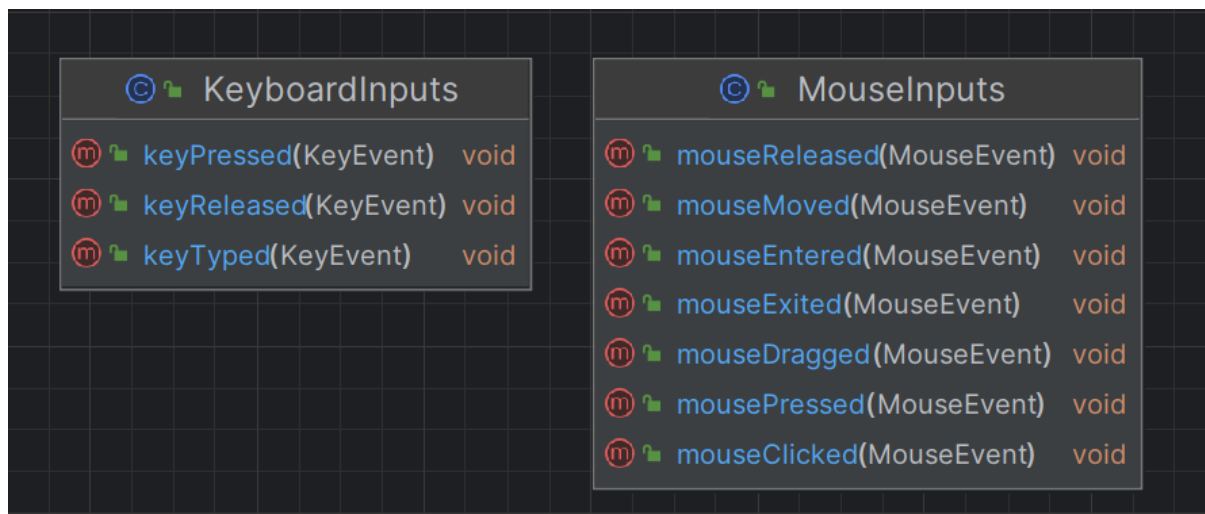 KeyboardInputs
keyPressed(KeyEvent) void
keyReleased(KeyEvent) void
keyTyped(KeyEvent) void
MouseInputs
mouseReleased(MouseEvent) void
mouseMoved(MouseEvent) void
mouseEntered(MouseEvent) void
mouseExited(MouseEvent) void
mouseDragged(MouseEvent) void
mousePressed(MouseEvent) void
mouseClicked(MouseEvent) void